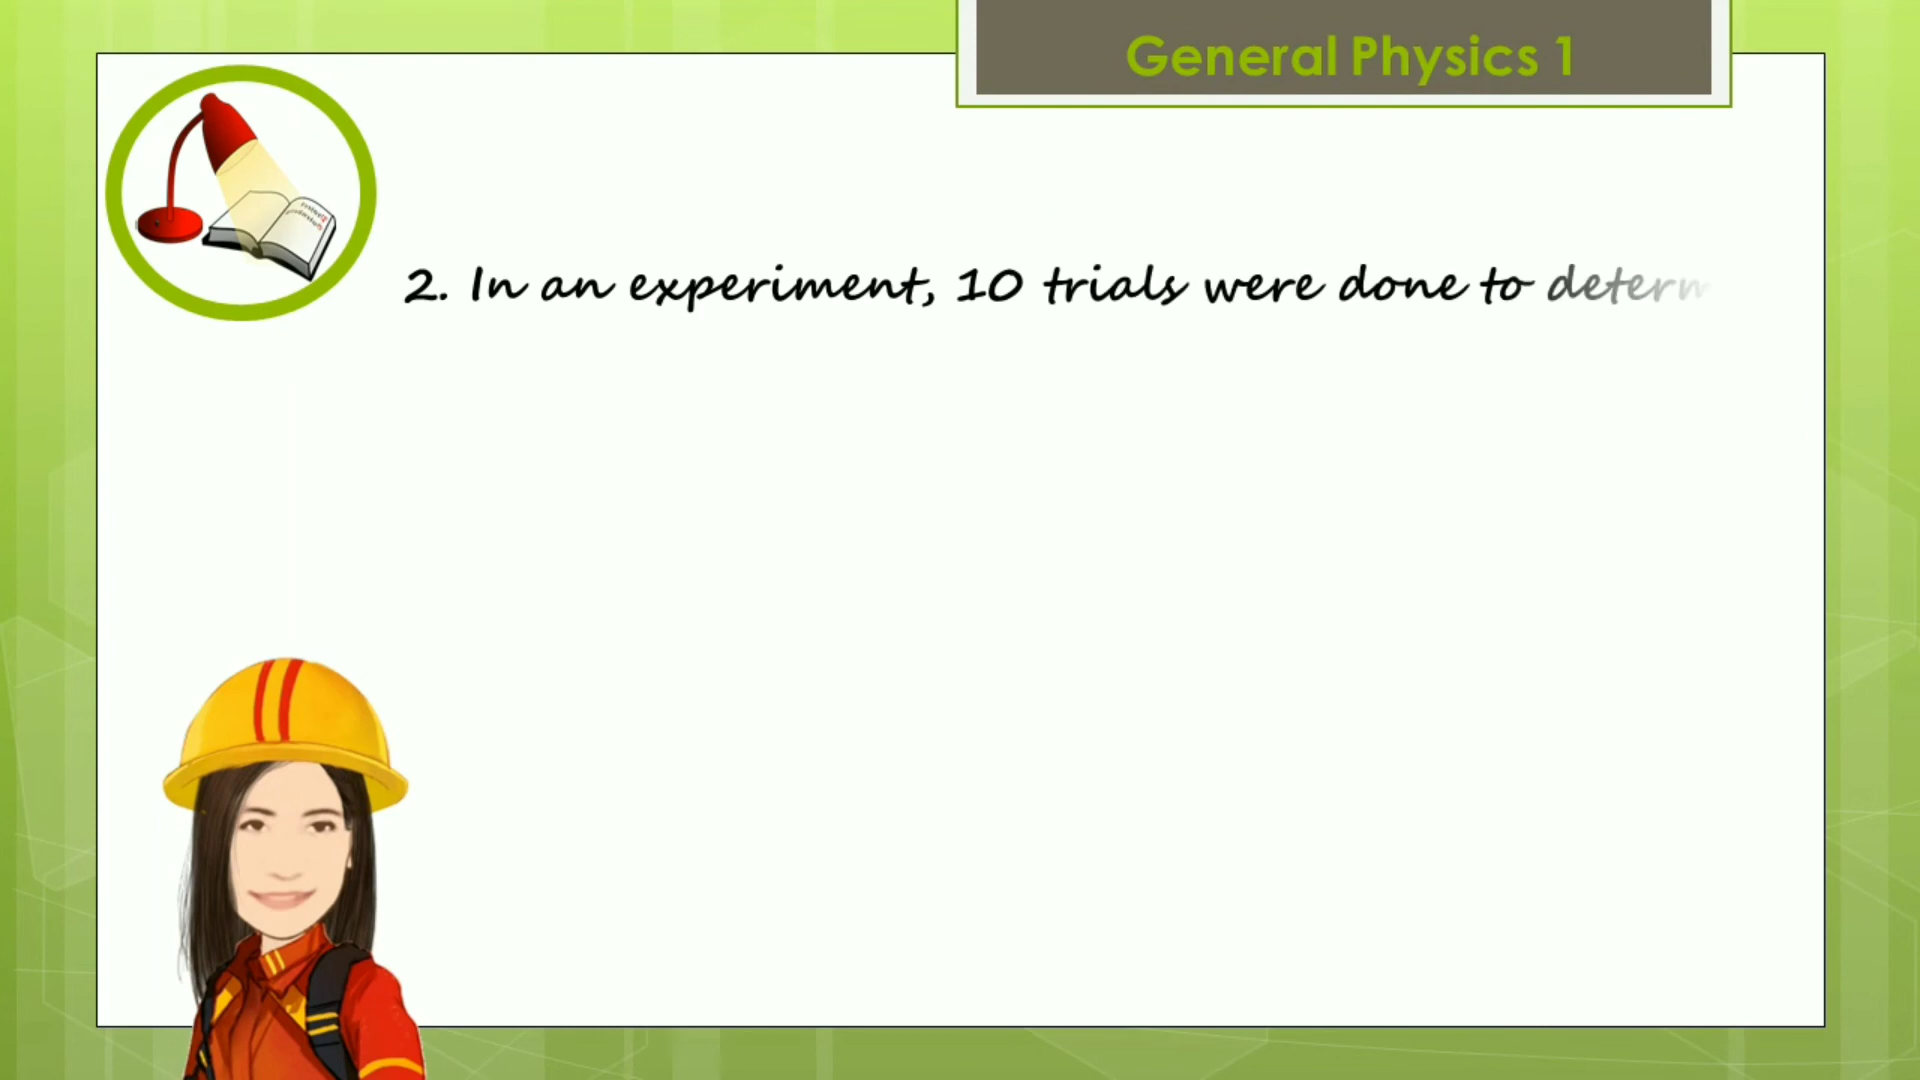 General Physics 1
2. In an experiment, 10 trials were done to determ